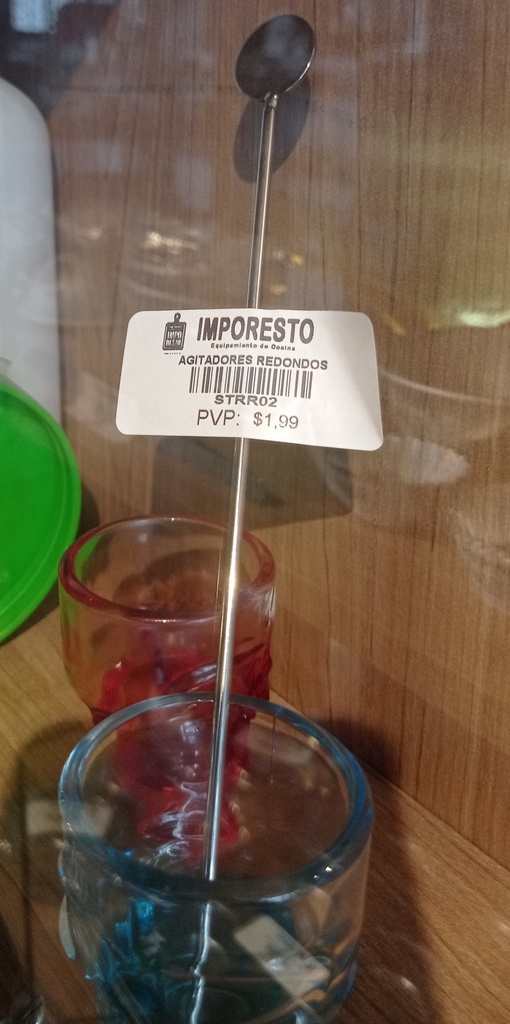 IMPORESTO
Equipamiento de Cocina
AGITADORES REDONDOS
STRR02
PVP: $1,99